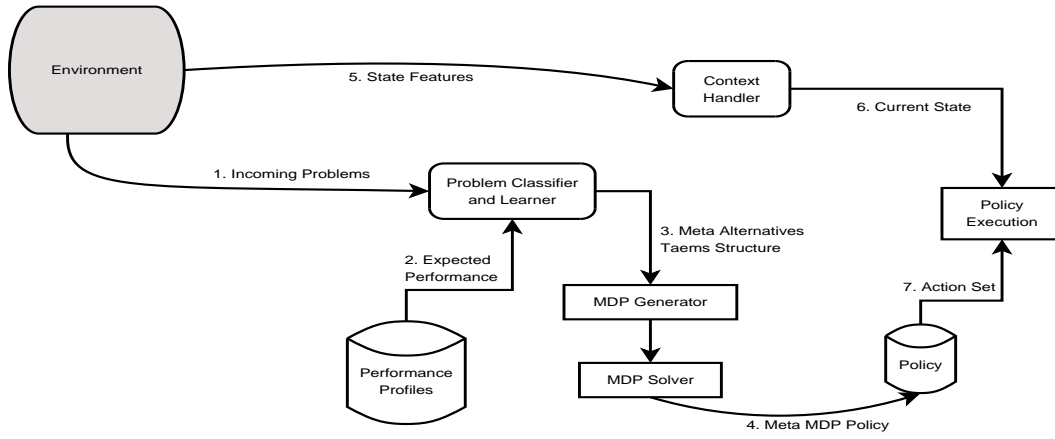 Environment
5. State Features
Context
Handler
6. Current State
1. Incoming Problems
Problem Classifier
and Learner
Policy
Execution
3. Meta Alternatives
Taems Structure
2. Expected
Performance
MDP Generator
7. Action Set
Performance
Profiles
MDP Solver
Policy
4. Meta MDP Policy